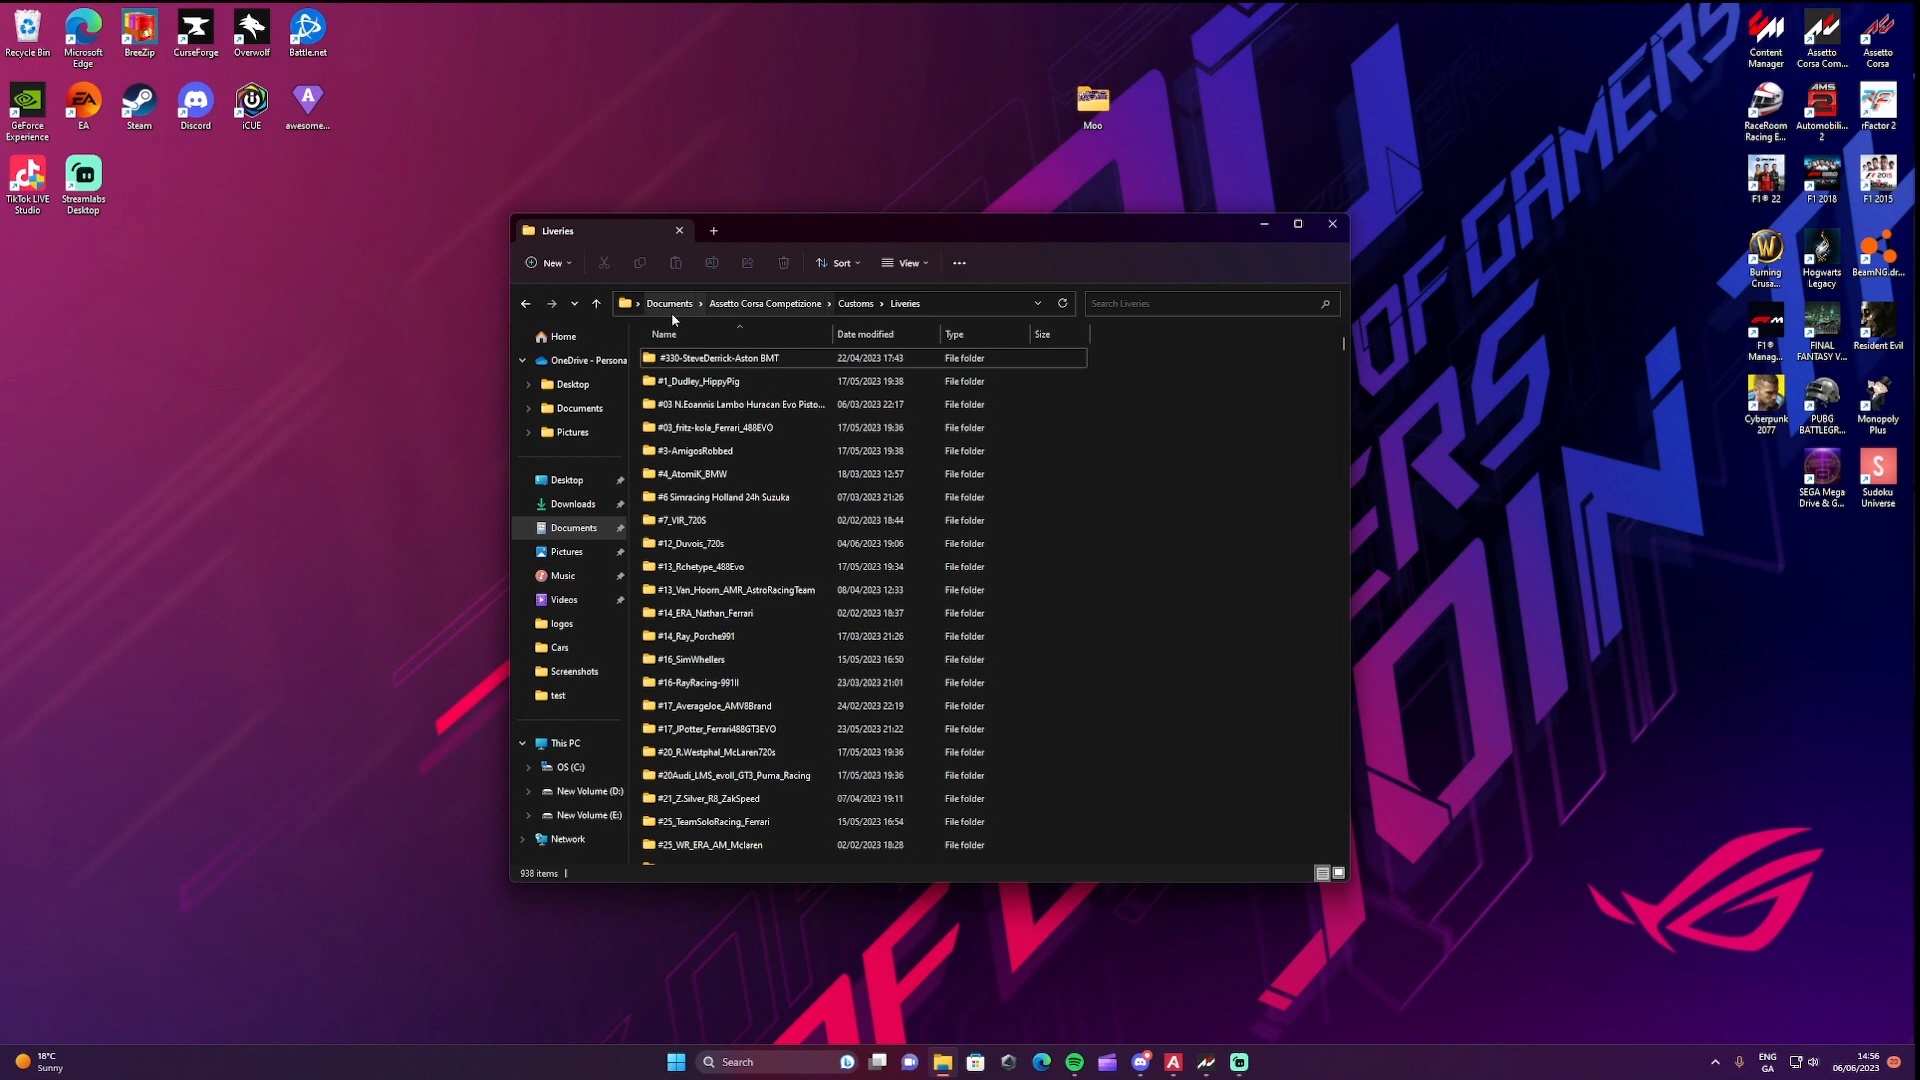 Recycle Bin
Microsoft
Edge
BreeZip
CurseForge
Overwolf
Battle.net
GeForce
Experience
EA
Steam
Discord
iCUE
awesome...
TikTok LIVE
Studio
Streamlabs
Desktop
Moo
Content
Manager
Assetto
Corsa Com...
Assetto
Corsa
RaceRoom
Racing E...
Automobili...
2
rFactor 2
F1® 22
F1 2018
F1 2015
Burning
Crusa...
Hogwarts
Legacy
BeamNG.dr...
F1®
Manag...
FINAL
FANTASY V...
Resident Evil
Cyberpunk
2077
PUBG
BATTLEGR...
Monopoly
Plus
SEGA Mega
Drive & G...
Sudoku
Universe
OF GAMERS
Liveries
New
Sort
View
Documents > Assetto Corsa Competizione > Customs > Liveries
Search Liveries
Name
Date modified
Type
Size
Home
OneDrive - Persona
Desktop
Documents
Pictures
Desktop
Downloads
Documents
Pictures
Music
Videos
logos
Cars
Screenshots
test
This PC
OS (C:)
New Volume (D:)
New Volume (E:)
Network
#330-SteveDerrick-Aston BMT 22/04/2023 17:43 File folder
#1_Dudley_HippyPig 17/05/2023 19:38 File folder
#03 N.Eoannis Lambo Huracan Evo Pisto... 06/03/2023 22:17 File folder
#03_fritz-kola_Ferrari_488EVO 17/05/2023 19:36 File folder
#3-AmigosRobbed 17/05/2023 19:38 File folder
#4_AtomiK_BMW 18/03/2023 12:57 File folder
#6 Simracing Holland 24h Suzuka 07/03/2023 21:26 File folder
#7_VIR_720S 02/02/2023 18:44 File folder
#12_Duvois_720s 04/06/2023 19:06 File folder
#13_Rchetype_488Evo 17/05/2023 19:34 File folder
#13_Van_Hoorn_AMR_AstroRacingTeam 08/04/2023 12:33 File folder
#14_ERA_Nathan_Ferrari 02/02/2023 18:37 File folder
#14_Ray_Porche991 17/03/2023 21:26 File folder
#16_SimWhellers 15/05/2023 16:50 File folder
#16-RayRacing-991II 23/03/2023 21:01 File folder
#17_AverageJoe_AMV8Brand 24/02/2023 22:19 File folder
#17_JPotter_Ferrari488GT3EVO 23/05/2023 21:22 File folder
#20_R.Westphal_McLaren720s 17/05/2023 19:36 File folder
#20Audi_LMS_evoII_GT3_Puma_Racing 17/05/2023 19:36 File folder
#21_Z.Silver_R8_ZakSpeed 07/04/2023 19:11 File folder
#25_TeamSoloRacing_Ferrari 15/05/2023 16:54 File folder
#25_WR_ERA_AM_Mclaren 02/02/2023 18:28 File folder
938 items
18°C
Sunny
Search
ENG
GA
14:56
06/06/2023
20